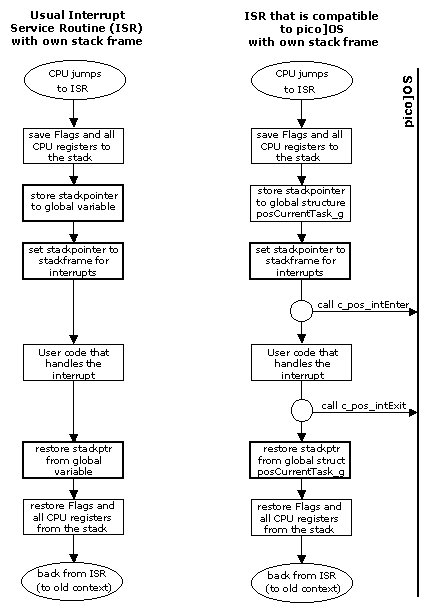 Usual Interrupt
Service Routine (ISR)
with own stack frame
CPU jumps
to ISR
save Flags and all
CPU registers to
the stack
store stackpointer
to global variable
set stackpointer to
stackframe for
interrupts
User code that
handles the
interrupt
restore stackptr
from global
variable
restore Flags and
all CPU registers
from the stack
back from ISR
(to old context)
ISR that is compatible
to pico]OS
with own stack frame
CPU jumps
to ISR
save Flags and all
CPU registers to
the stack
store stackpointer
to global structure
posCurrentTask_g
set stackpointer to
stackframe for
interrupts
call c_pos_intEnter
User code that
handles the
interrupt
call c_pos_intExit
restore stackptr
from global struct
posCurrentTask_g
restore Flags and
all CPU registers
from the stack
back from ISR
(to old context)
pico]OS